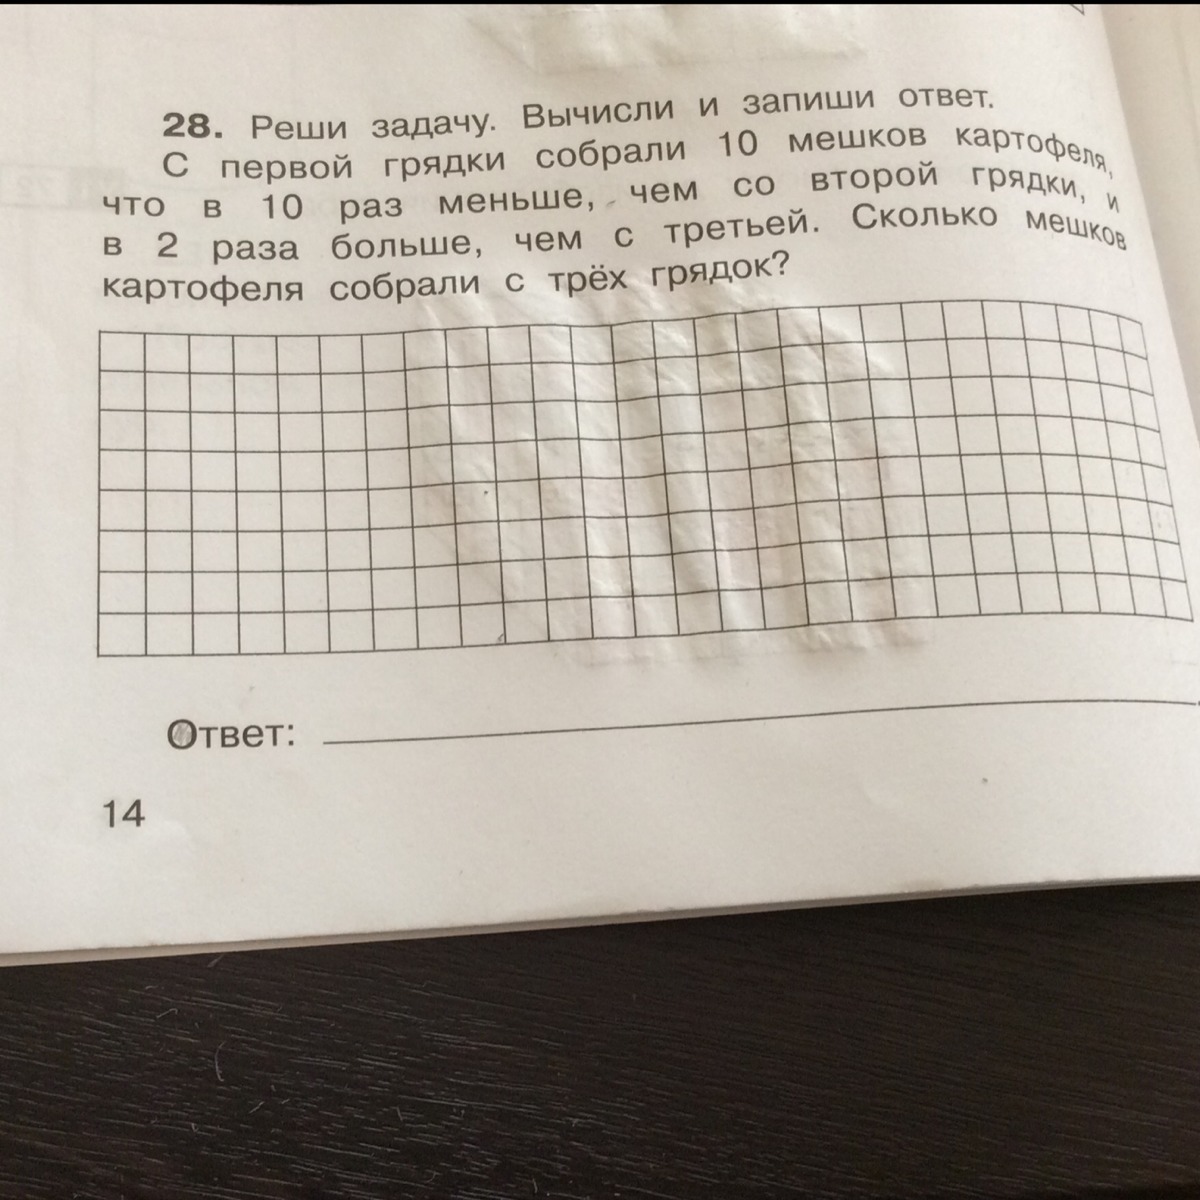 28. Реши задачу. Вычисли и запиши ответ.
С первой грядки собрали 10 мешков картофеля,
что в 10 раз меньше, чем со второй грядки, и
в 2 раза больше, чем с третьей. Сколько мешков
картофеля собрали с трёх грядок?
Ответ:
14